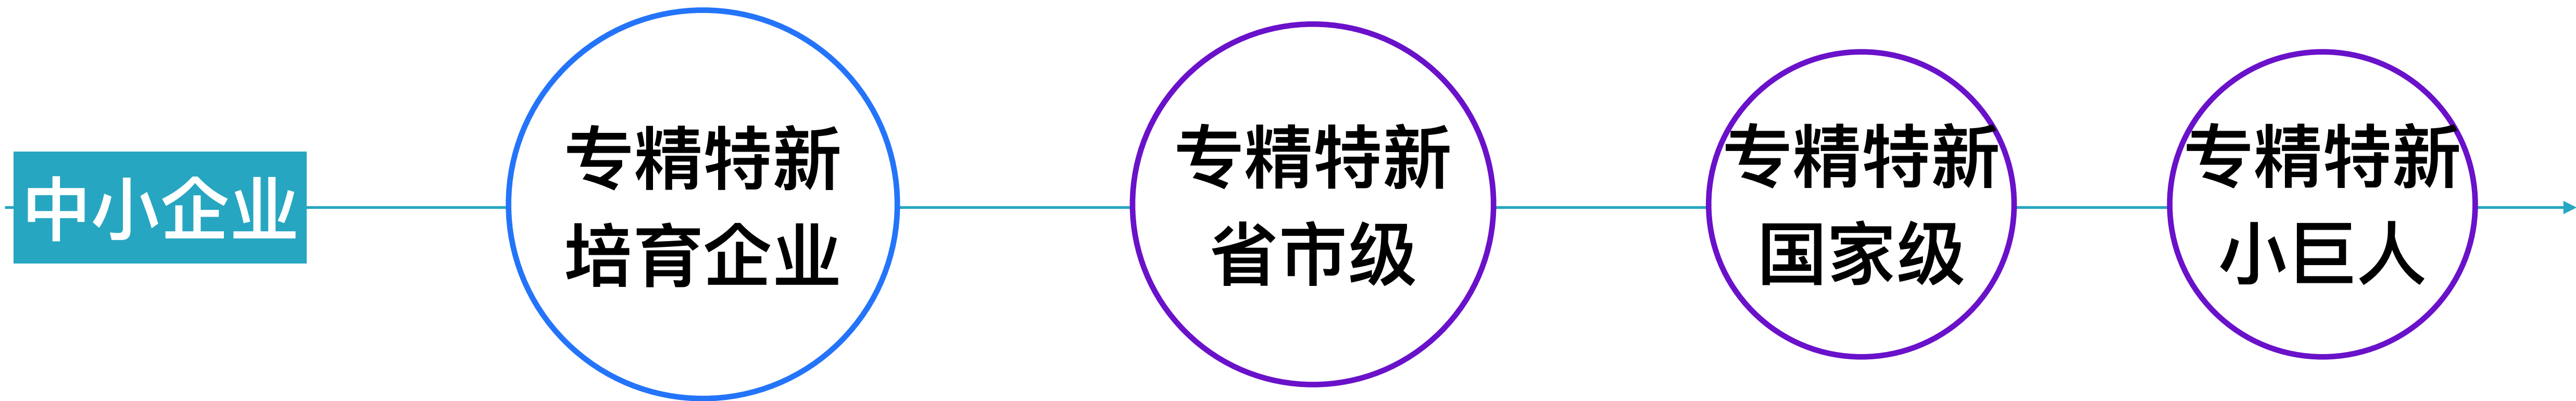 中小企业
专精特新
培育企业
专精特新
省市级
专精特新
国家级
专精特新
小巨人